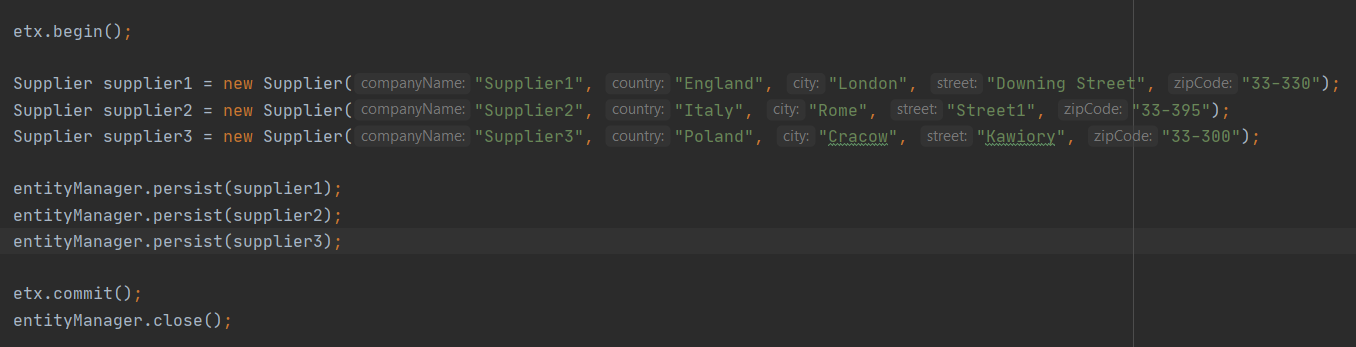 etx.begin();
Supplier supplier1 = new Supplier( companyName: "Supplier1", country: "England", city: "London", street: "Downing Street", zipCode: "33-330");
Supplier supplier2 = new Supplier( companyName: "Supplier2", country: "Italy", city: "Rome", street: "Street1", zipCode: "33-395");
Supplier supplier3 = new Supplier( companyName: "Supplier3", country: "Poland", city: "Cracow", street: "Kawiory", zipCode: "33-300");
entityManager.persist(supplier1);
entityManager.persist(supplier2);
entityManager.persist(supplier3);
etx.commit();
entityManager.close();